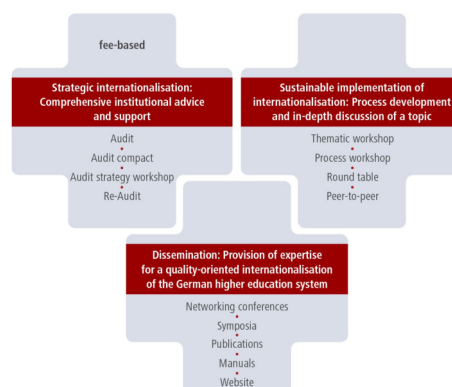 fee-based
Strategic internationalisation:
Comprehensive institutional advice
and support
Audit
Audit compact
Audit strategy workshop
Re-Audit
Sustainable implementation of
internationalisation: Process development
and in-depth discussion of a topic
Thematic workshop
Process workshop
Round table
Peer-to-peer
Dissemination: Provision of expertise
for a quality-oriented internationalisation
of the German higher education system
Networking conferences
Symposia
Publications
Manuals
Website